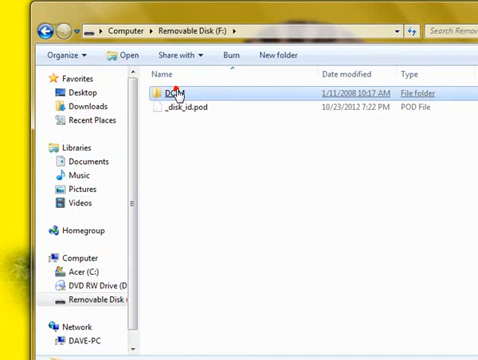 Computer ▸ Removable Disk (F:) ▸
Search Remov
Organize ▾ Open Share with ▾ Burn New folder
Name Date modified Type
DCIM 1/11/2008 10:17 AM File folder
_disk_id.pod 10/23/2012 7:22 PM POD File
Favorites
Desktop
Downloads
Recent Places
Libraries
Documents
Music
Pictures
Videos
Homegroup
Computer
Acer (C:)
DVD RW Drive (D
Removable Disk (
Network
DAVE-PC